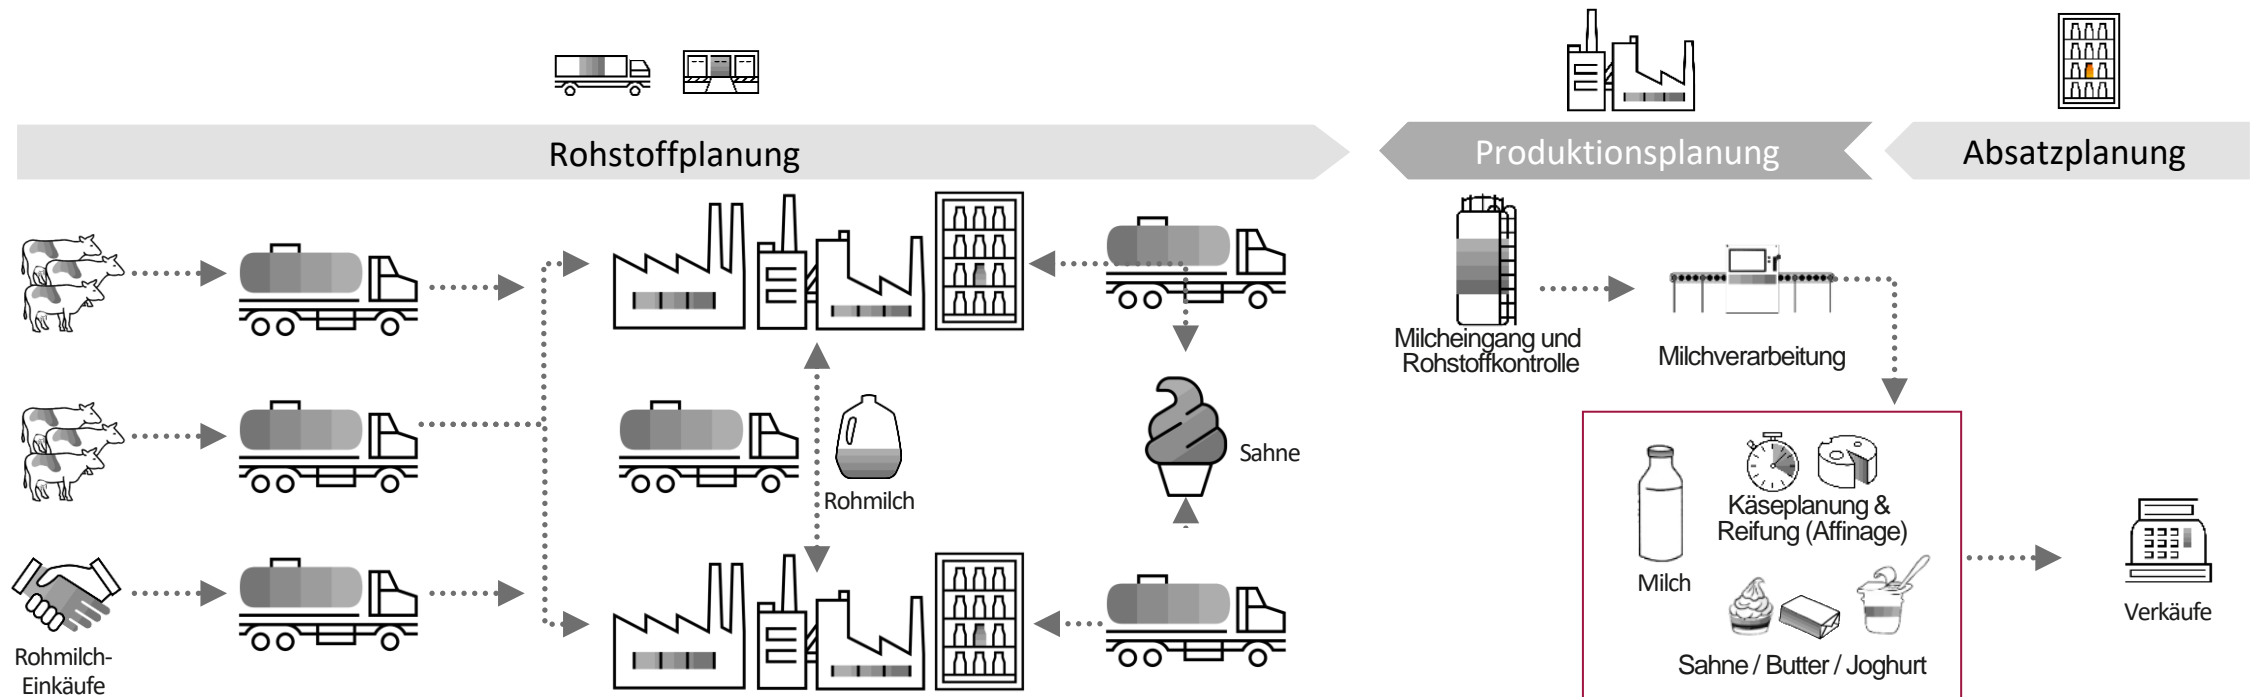 Rohstoffplanung
Produktionsplanung
Absatzplanung
Milcheingang und
Rohstoffkontrolle
Milchverarbeitung
Sahne
Rohmilch
Käseplanung &
Reifung (Affinage)
Milch
Verkäufe
Rohmilch-
Einkäufe
Sahne / Butter / Joghurt